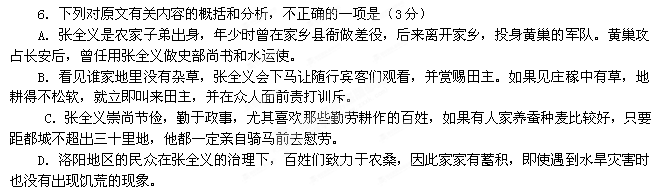 6. 下列对原文有关内容的概括和分析，不正确的一项是（3分）
A. 张全义是农家子弟出身，年少时曾在家乡县衙做差役，后来离开家乡，投身黄巢的军队。黄巢攻
占长安后，曾任用张全义做史部尚书和水运使。
B. 看见谁家地里没有杂草，张全义会下马让随行宾客们观看，并赏赐田主。如果见庄稼中有草，地
耕得不松软，就立即叫来田主，并在众人面前责打训斥。
C. 张全义崇尚节俭，勤于政事，尤其喜欢那些勤劳耕作的百姓，如果有人家养蚕种麦比较好，只要
距都城不超出三十里地，他都一定亲自骑马前去慰劳。
D. 洛阳地区的民众在张全义的治理下，百姓们致力于农桑，因此家家有蓄积，即使遇到水旱灾害时
也没有出现饥荒的现象。